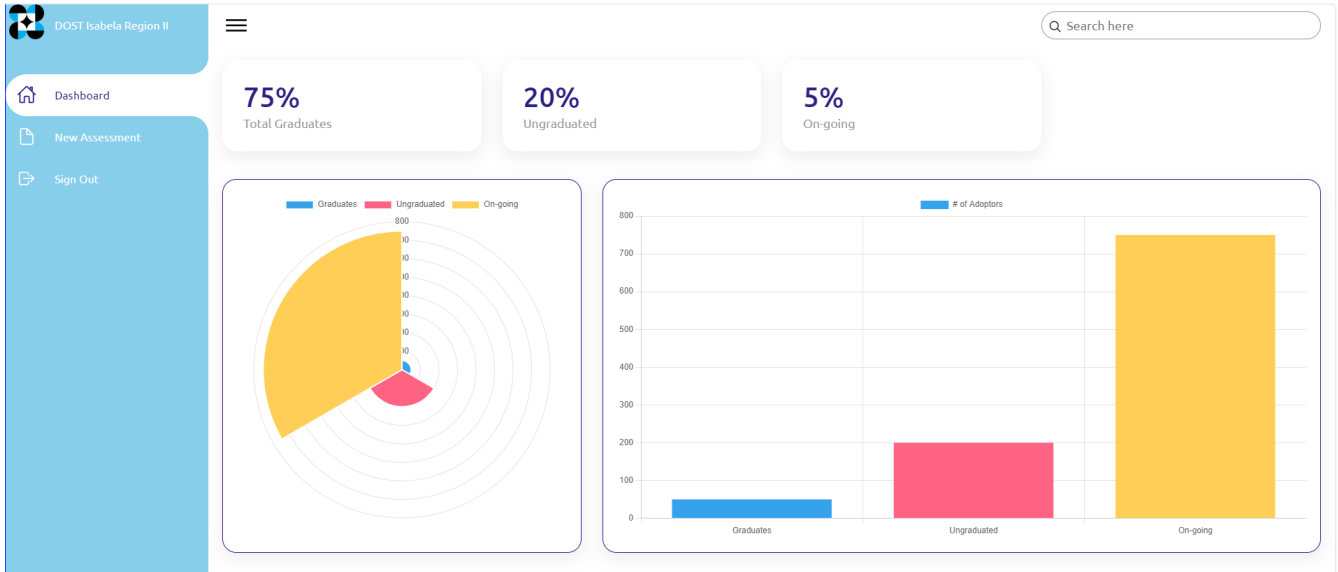 DOST Isabela Region II
Search here
Dashboard
New Assessment
Sign Out
75%
Total Graduates
20%
Ungraduated
5%
On-going
Graduates Ungraduated On-going
800
# of Adoptors
800
700
600
500
400
300
200
100
0
Graduates Ungraduated On-going